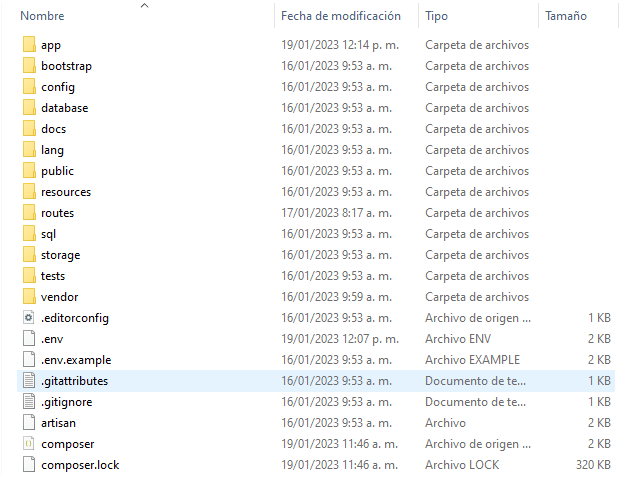 Nombre Fecha de modificación Tipo Tamaño
app 19/01/2023 12:14 p. m. Carpeta de archivos
bootstrap 16/01/2023 9:53 a. m. Carpeta de archivos
config 16/01/2023 9:53 a. m. Carpeta de archivos
database 16/01/2023 9:53 a. m. Carpeta de archivos
docs 16/01/2023 9:53 a. m. Carpeta de archivos
lang 16/01/2023 9:53 a. m. Carpeta de archivos
public 16/01/2023 9:53 a. m. Carpeta de archivos
resources 16/01/2023 9:53 a. m. Carpeta de archivos
routes 17/01/2023 8:17 a. m. Carpeta de archivos
sql 16/01/2023 9:53 a. m. Carpeta de archivos
storage 16/01/2023 9:53 a. m. Carpeta de archivos
tests 16/01/2023 9:53 a. m. Carpeta de archivos
vendor 16/01/2023 9:59 a. m. Carpeta de archivos
.editorconfig 16/01/2023 9:53 a. m. Archivo de origen ... 1 KB
.env 19/01/2023 12:07 p. m. Archivo ENV 2 KB
.env.example 16/01/2023 9:53 a. m. Archivo EXAMPLE 2 KB
.gitattributes 16/01/2023 9:53 a. m. Documento de te... 1 KB
.gitignore 16/01/2023 9:53 a. m. Documento de te... 1 KB
artisan 16/01/2023 9:53 a. m. Archivo 2 KB
composer 19/01/2023 11:46 a. m. Archivo de origen ... 2 KB
composer.lock 19/01/2023 11:46 a. m. Archivo LOCK 320 KB